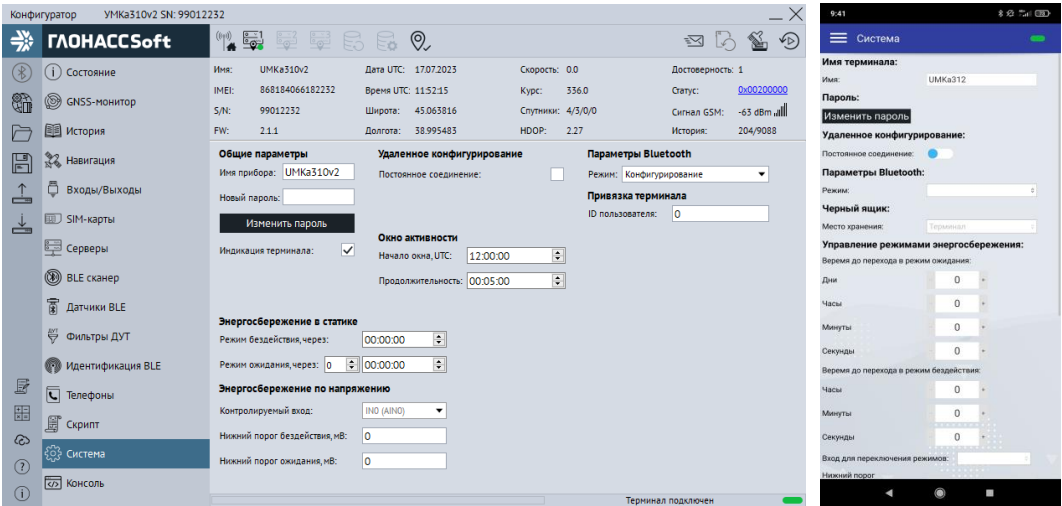 Конфигуратор УМКа310v2 SN: 99012232
ГЛОНАССSoft
Состояние
GNSS-монитор
История
Навигация
Входы/Выходы
SIM-карты
Серверы
BLE сканер
Датчики BLE
Фильтры ДУТ
Идентификация BLE
Телефоны
Скрипт
Система
Консоль
Имя: UMKa310v2 Дата UTC: 17.07.2023 Скорость: 0.0 Достоверность: 1
IMEI: 868184066182232 Время UTC: 11:52:15 Курс: 336.0 Статус: 0x00200000
S/N: 99012232 Широта: 45.063816 Спутники: 4/3/0/0 Сигнал GSM: -63 dBm
FW: 2.1.1 Долгота: 38.995483 HDOP: 2.27 История: 204/9088
Общие параметры
Имя прибора: UMKa310v2
Новый пароль:
Изменить пароль
Индикация терминала:
Удаленное конфигурирование
Постоянное соединение:
Окно активности
Начало окна, UTC: 12:00:00
Продолжительность: 00:05:00
Параметры Bluetooth
Режим: Конфигурирование
Привязка терминала
ID пользователя: 0
Энергосбережение в статике
Режим бездействия, через: 00:00:00
Режим ожидания, через: 0 00:00:00
Энергосбережение по напряжению
Контролируемый вход: IN0 (AIN0)
Нижний порог бездействия, мВ: 0
Нижний порог ожидания, мВ: 0
Терминал подключен
9:41
Система
Имя терминала:
Имя: UMKa312
Пароль:
Изменить пароль
Удаленное конфигурирование:
Постоянное соединение:
Параметры Bluetooth:
Режим:
Черный ящик:
Место хранения: Терминал
Управление режимами энергосбережения:
Веремя до перехода в режим ожидания:
Дни 0
Часы 0
Минуты 0
Секунды 0
Веремя до перехода в режим бездействия:
Часы 0
Минуты 0
Секунды 0
Вход для переключения режимов:
Нижний порог